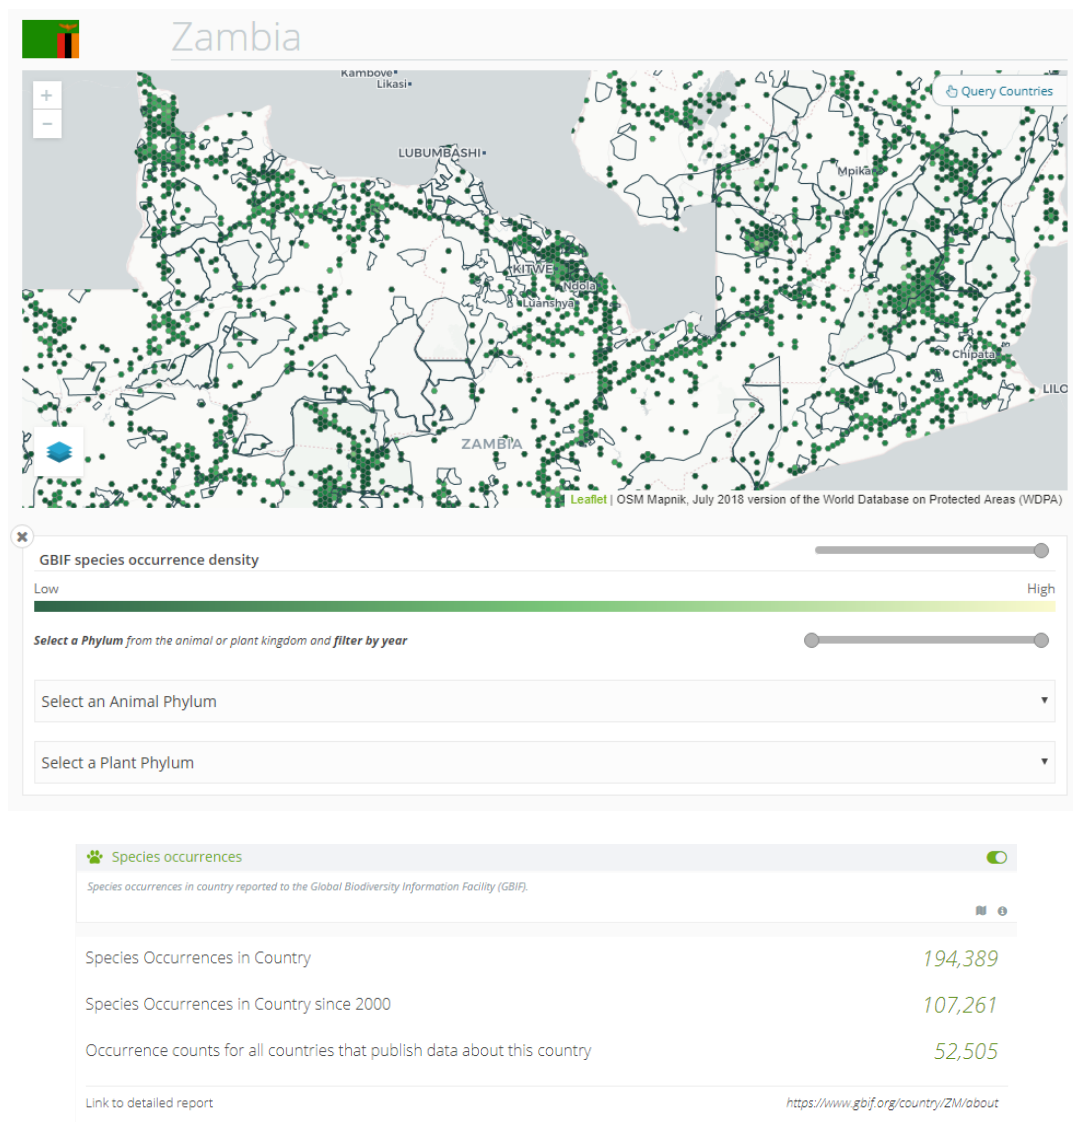 Zambia
Kambove
Likasi
+
−
Query Countries
LUBUMBASHI
Mpika
KITWE
Ndola
Luanshya
Chipata
LILO
ZAMBIA
Leaflet | OSM Mapnik, July 2018 version of the World Database on Protected Areas (WDPA)
GBIF species occurrence density
Low High
Select a Phylum from the animal or plant kingdom and filter by year
Select an Animal Phylum
Select a Plant Phylum
Species occurrences
Species occurrences in country reported to the Global Biodiversity Information Facility (GBIF).
Species Occurrences in Country 194,389
Species Occurrences in Country since 2000 107,261
Occurrence counts for all countries that publish data about this country 52,505
Link to detailed report https://www.gbif.org/country/ZM/about